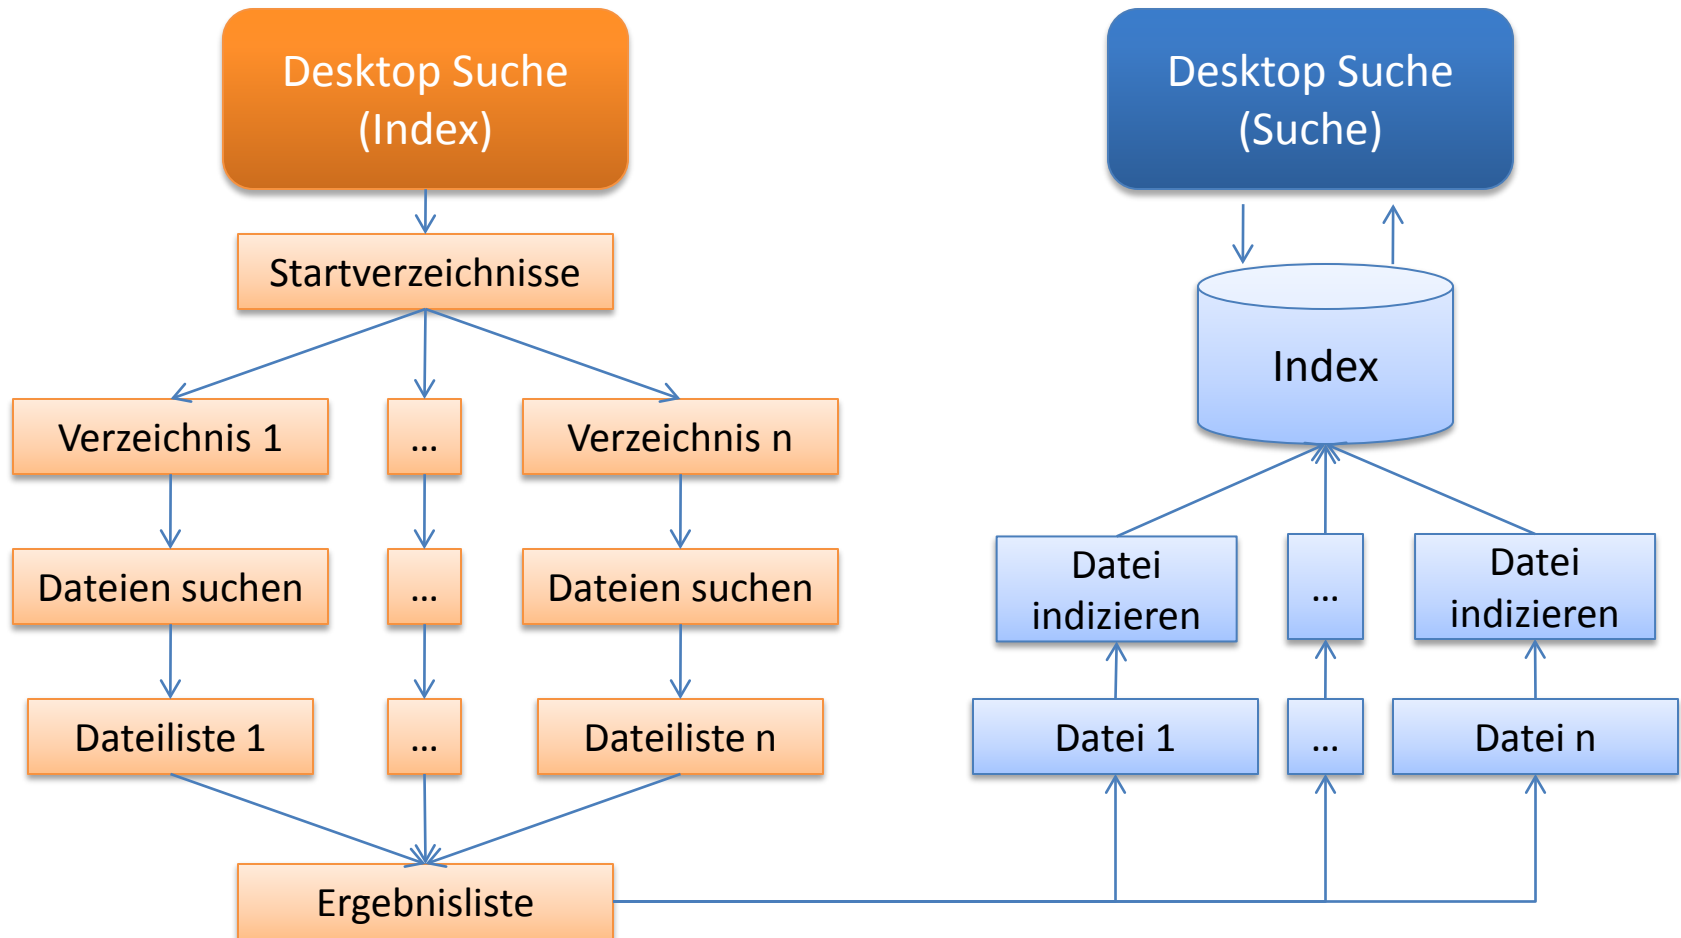 Desktop Suche
(Index)
Startverzeichnisse
Verzeichnis 1
...
Verzeichnis n
Dateien suchen
...
Dateien suchen
Dateiliste 1
...
Dateiliste n
Ergebnisliste
Desktop Suche
(Suche)
Index
Datei
indizieren
...
Datei
indizieren
Datei 1
...
Datei n